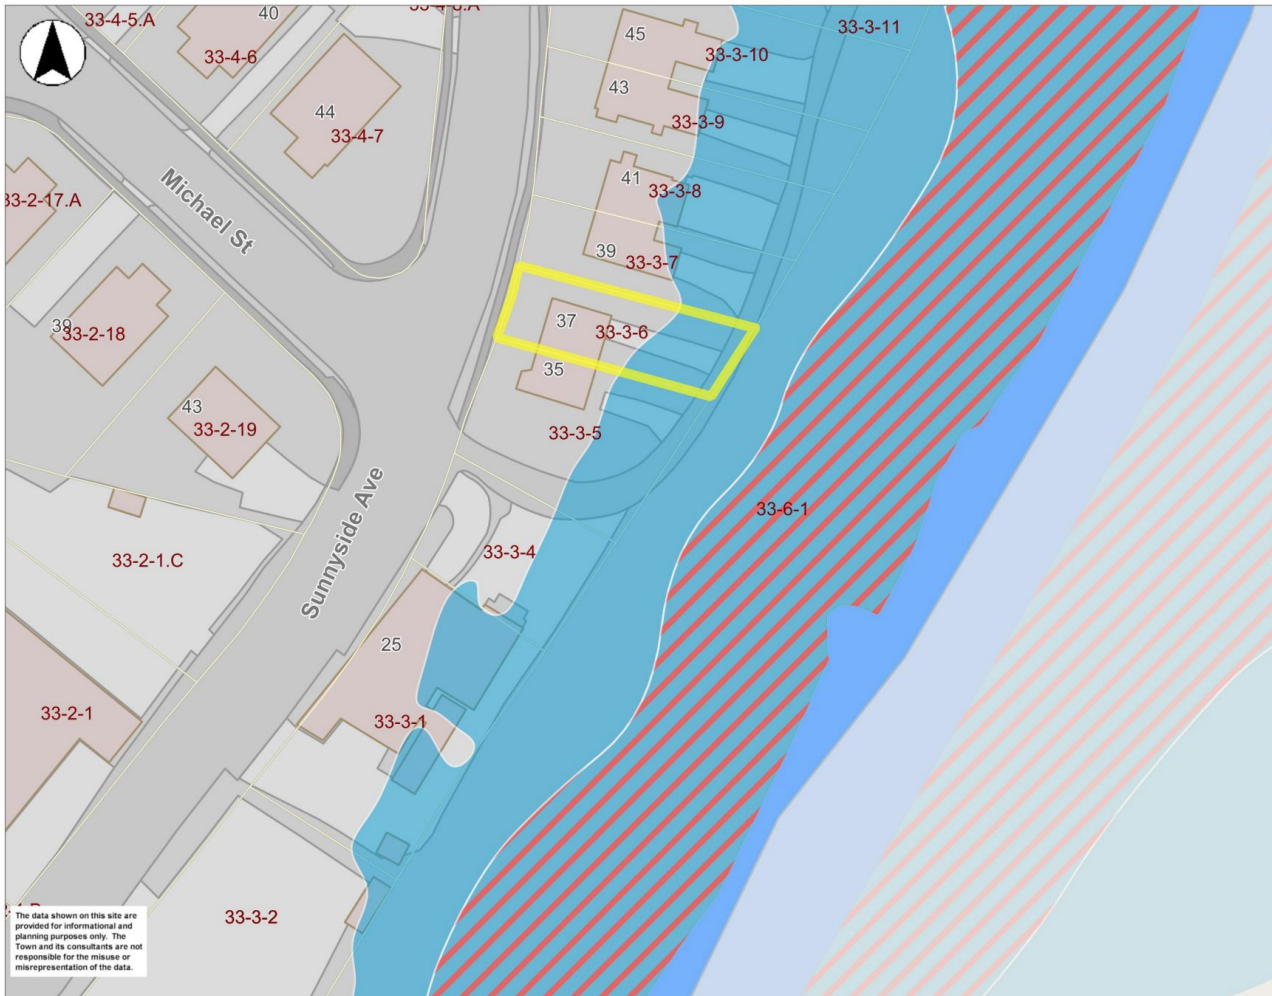 33-4-5.A
40
33-3-11
45
33-4-6
33-3-10
43
44
33-3-9
33-4-7
41
33-3-8
33-2-17.A
Michael St
39
33-3-7
37
33-3-6
39
33-2-18
35
43
33-2-19
33-3-5
33-6-1
33-3-4
33-2-1.C
Sunnyside Ave
25
33-2-1
33-3-1
33-3-2
The data shown on this site are
provided for informational and
planning purposes only. The
Town and its consultants are not
responsible for the misuse or
misrepresentation of the data.